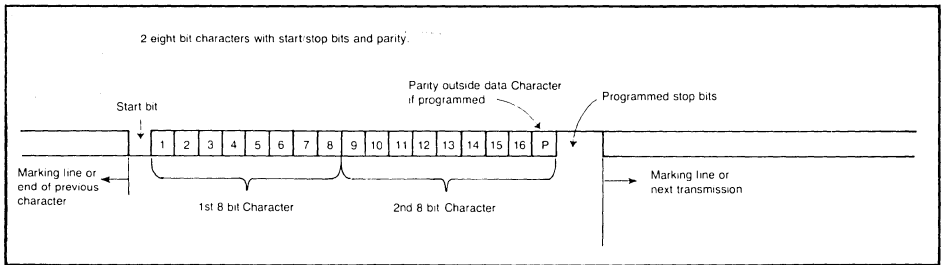 2 eight bit characters with start/stop bits and parity.
Parity outside data Character
if programmed
Programmed stop bits
Start bit
1 2 3 4 5 6 7 8 9 10 11 12 13 14 15 16 P
Marking line or
end of previous
character
1st 8 bit Character
2nd 8 bit Character
Marking line or
next transmission